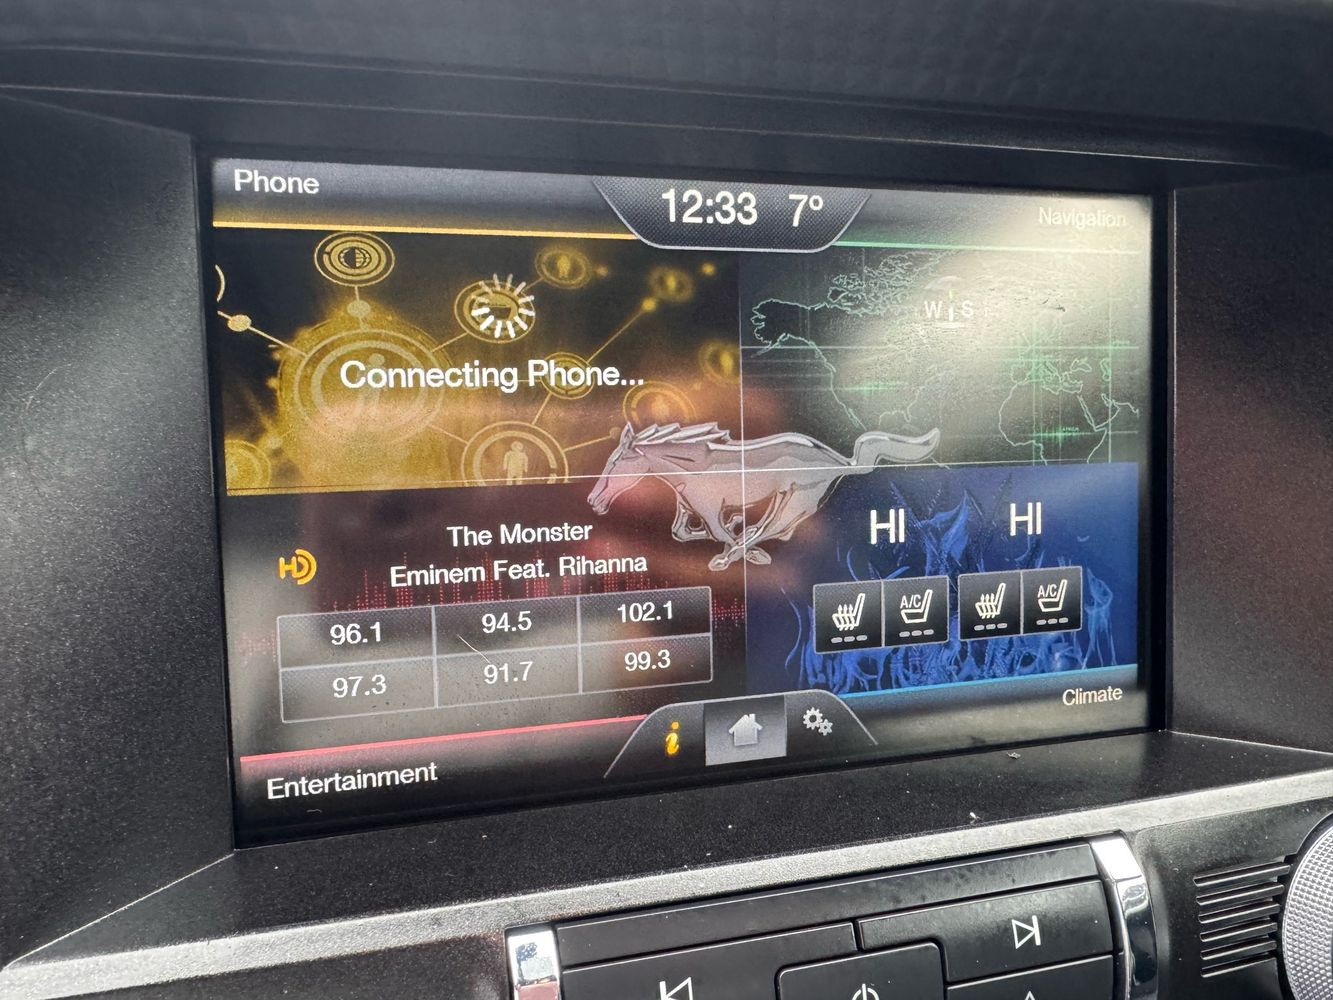 Phone
12:33 7°
Navigation
Connecting Phone...
W S
The Monster
HD
Eminem Feat. Rihanna
96.1 94.5 102.1
97.3 91.7 99.3
Entertainment
HI HI
A/C A/C
Climate
i